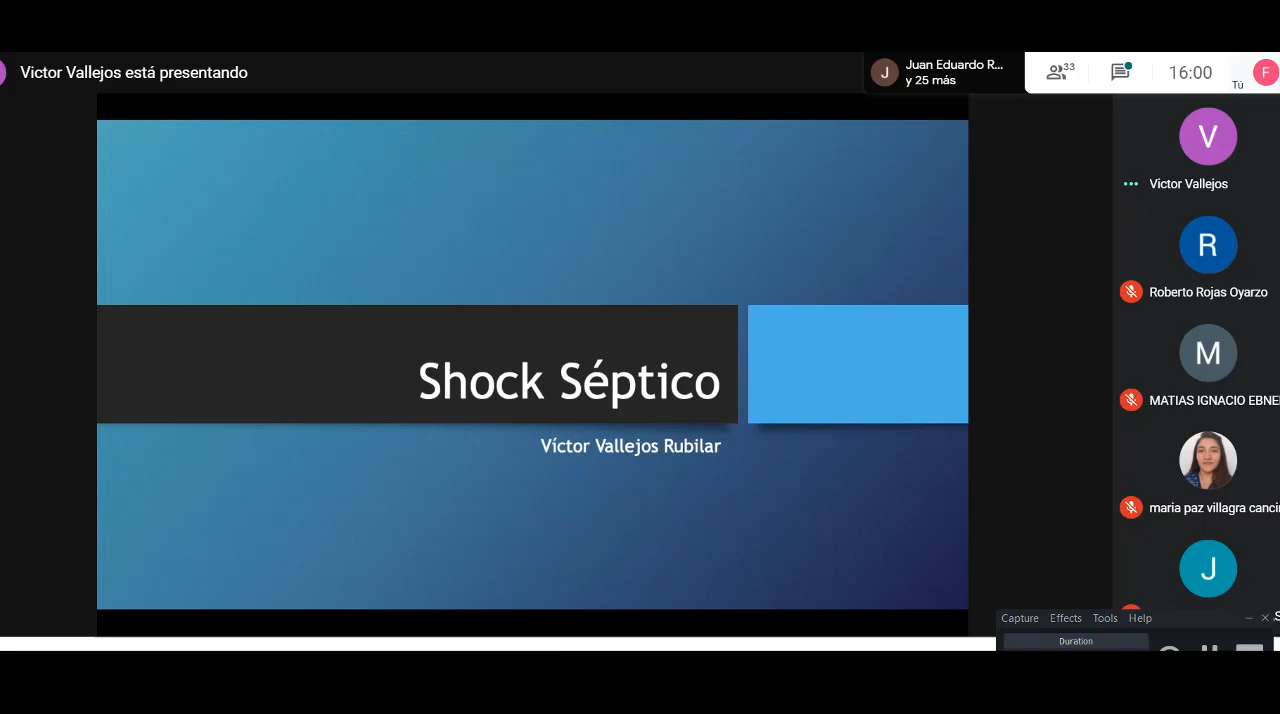 Victor Vallejos está presentando
J
Juan Eduardo R...
y 25 más
33
16:00
Tú
F
V
Victor Vallejos
R
Roberto Rojas Oyarzo
M
MATIAS IGNACIO EBNE
maria paz villagra canci
J
Shock Séptico
Víctor Vallejos Rubilar
Capture Effects Tools Help
Duration